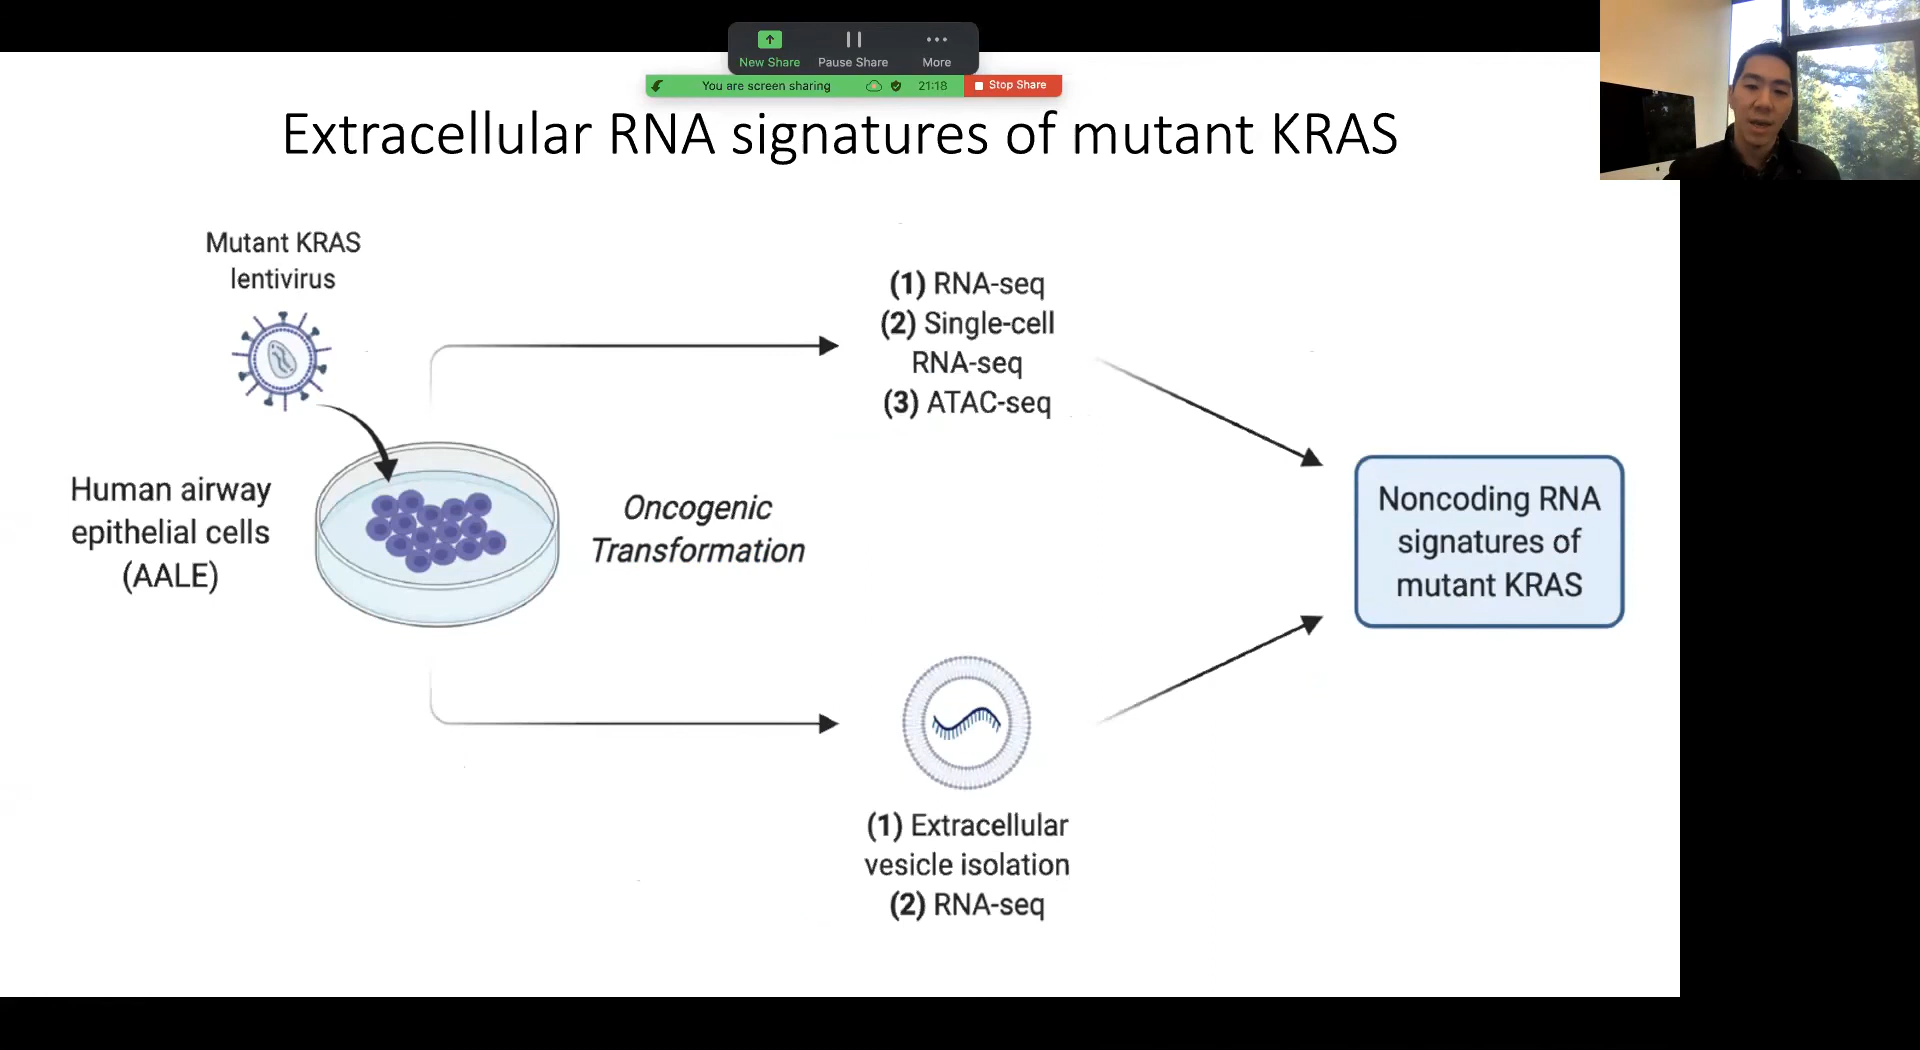 New Share
Pause Share
More
You are screen sharing
21:18
Stop Share
Extracellular RNA signatures of mutant KRAS
Mutant KRAS
lentivirus
Human airway
epithelial cells
(AALE)
Oncogenic
Transformation
(1) RNA-seq
(2) Single-cell
RNA-seq
(3) ATAC-seq
(1) Extracellular
vesicle isolation
(2) RNA-seq
Noncoding RNA
signatures of
mutant KRAS